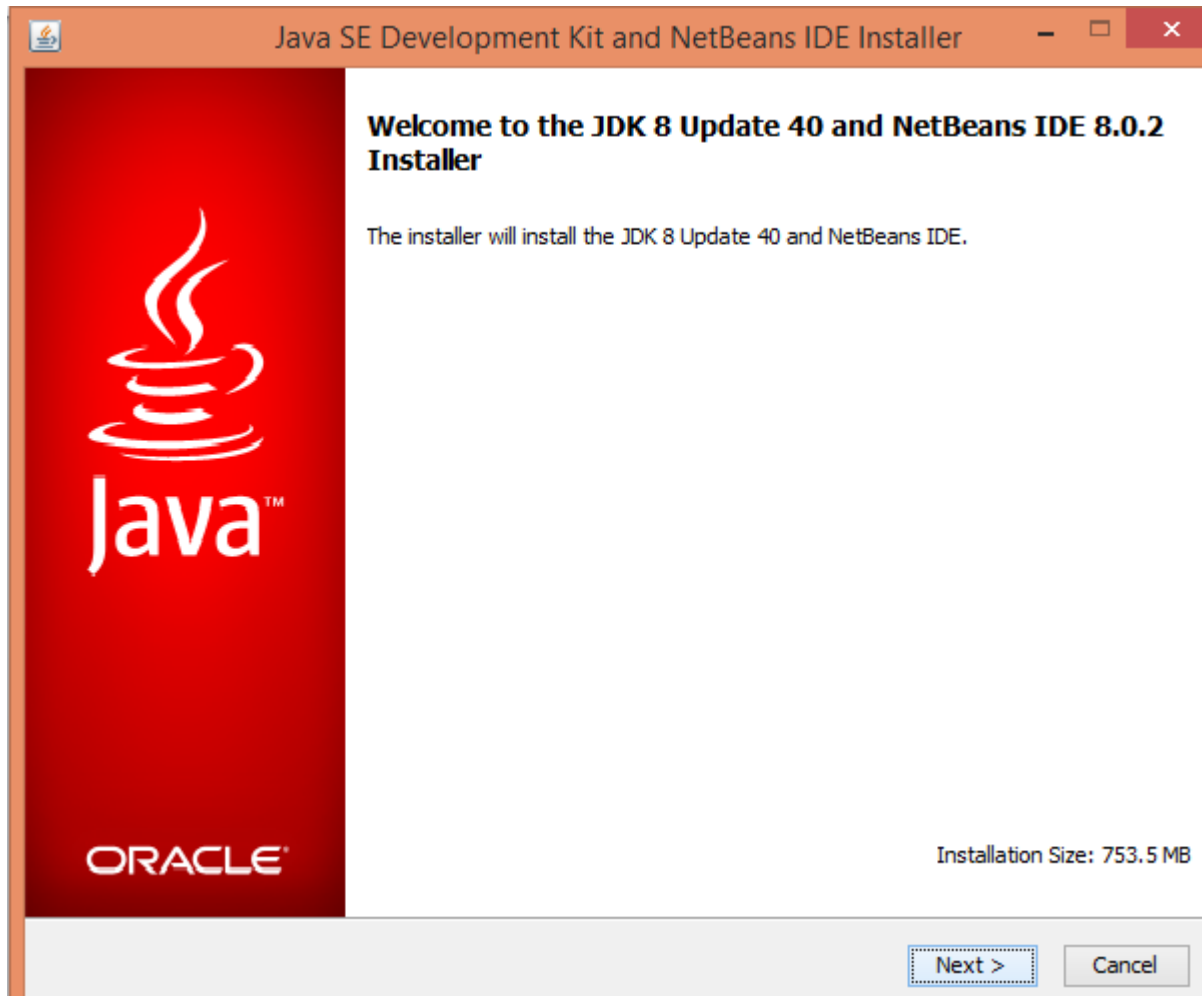 Java SE Development Kit and NetBeans IDE Installer
Welcome to the JDK 8 Update 40 and NetBeans IDE 8.0.2
Installer
The installer will install the JDK 8 Update 40 and NetBeans IDE.
Java™
ORACLE®
Installation Size: 753.5 MB
Next >
Cancel